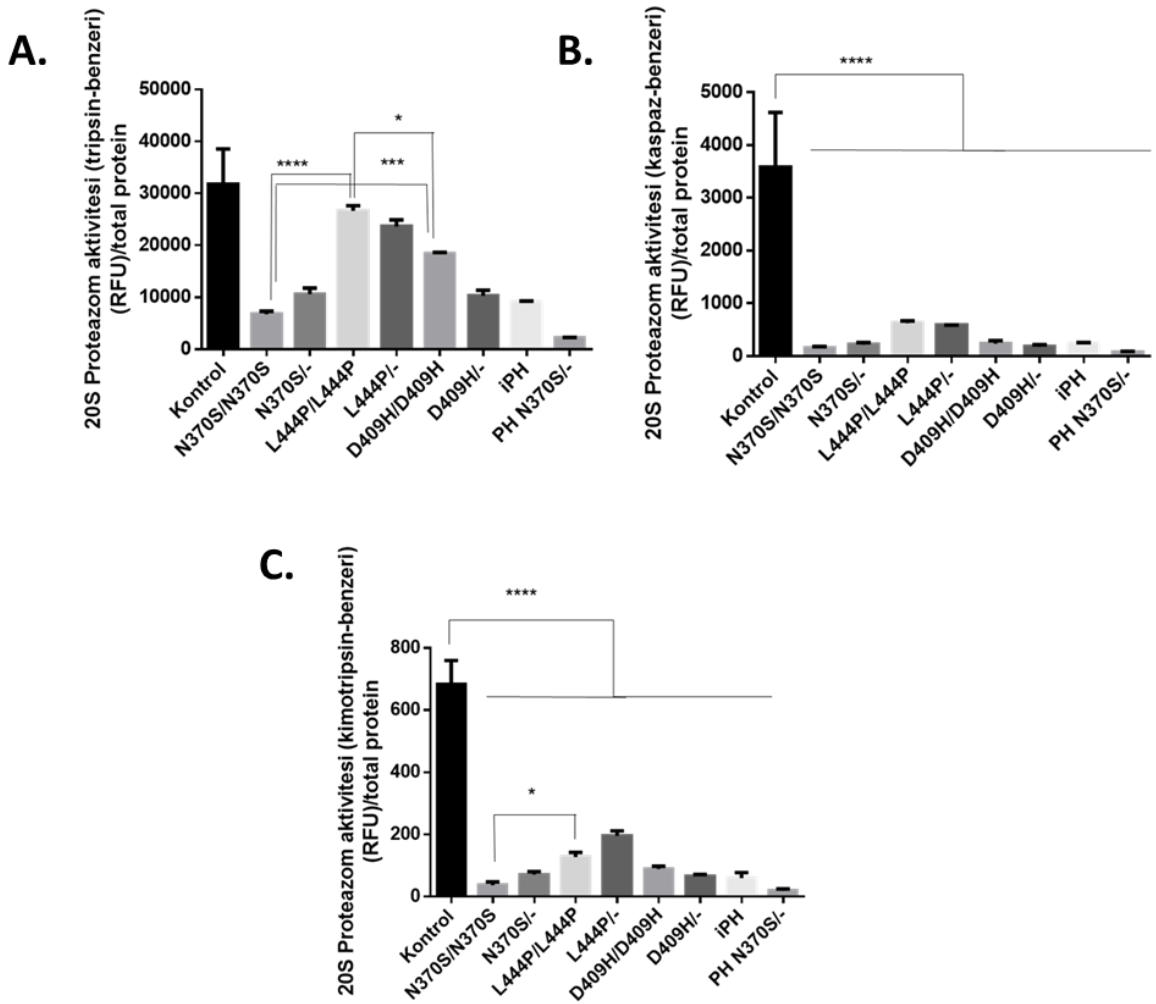 A.
20S Proteazom aktivitesi (tripsin-benzeri)
(RFU)/total protein
50000
40000
30000
20000
10000
0
****
*
***
Kontrol
N370S/N370S
N370S/-
L444P/L444P
L444P/-
D409H/D409H
D409H/-
iPH
PH N370S/-
B.
20S Proteazom aktivitesi (kaspaz-benzeri)
(RFU)/total protein
5000
4000
3000
2000
1000
0
****
Kontrol
N370S/N370S
N370S/-
L444P/L444P
L444P/-
D409H/D409H
D409H/-
iPH
PH N370S/-
C.
20S Proteazom aktivitesi (kimotripsin-benzeri)
(RFU)/total protein
800
600
400
200
0
****
*
Kontrol
N370S/N370S
N370S/-
L444P/L444P
L444P/-
D409H/D409H
D409H/-
iPH
PH N370S/-